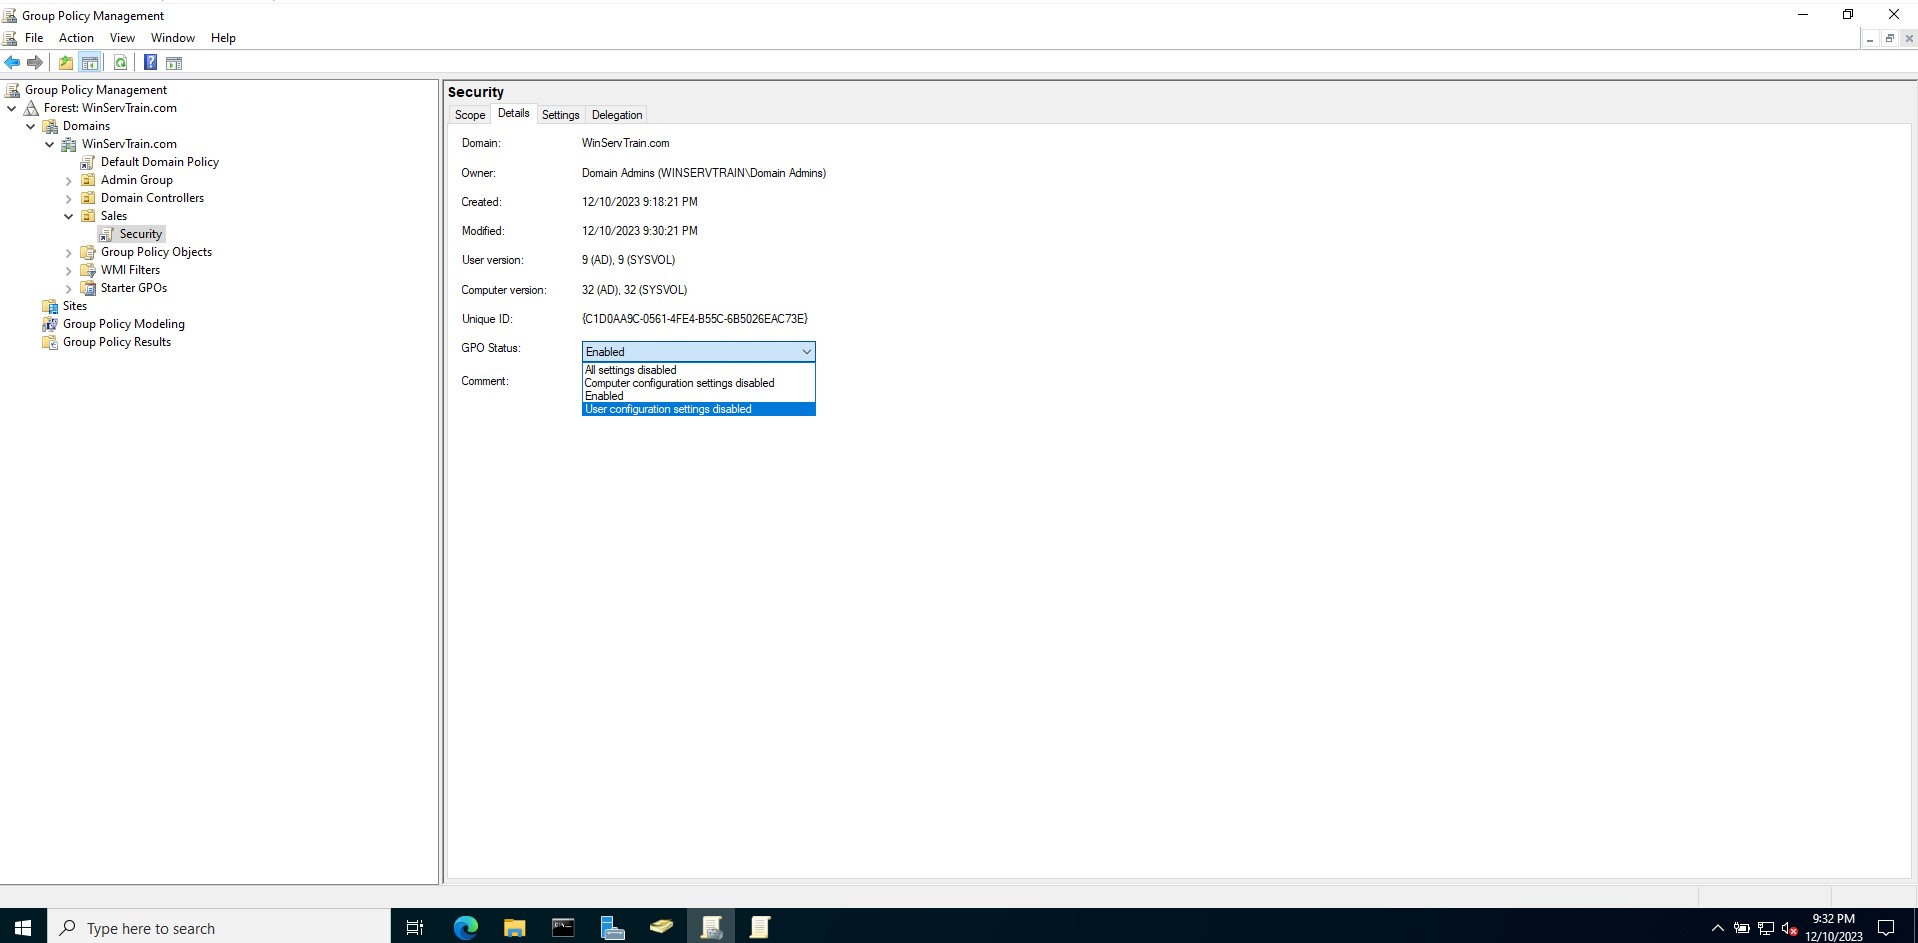 Group Policy Management
File Action View Window Help
Group Policy Management
Forest: WinServTrain.com
Domains
WinServTrain.com
Default Domain Policy
Admin Group
Domain Controllers
Sales
Security
Group Policy Objects
WMI Filters
Starter GPOs
Sites
Group Policy Modeling
Group Policy Results
Security
Scope Details Settings Delegation
Domain: WinServTrain.com
Owner: Domain Admins (WINSERVTRAIN\Domain Admins)
Created: 12/10/2023 9:18:21 PM
Modified: 12/10/2023 9:30:21 PM
User version: 9 (AD), 9 (SYSVOL)
Computer version: 32 (AD), 32 (SYSVOL)
Unique ID: {C1D0AA9C-0561-4FE4-B55C-6B5026EAC73E}
GPO Status: Enabled
All settings disabled
Computer configuration settings disabled
Enabled
User configuration settings disabled
Comment:
Type here to search
9:32 PM
12/10/2023